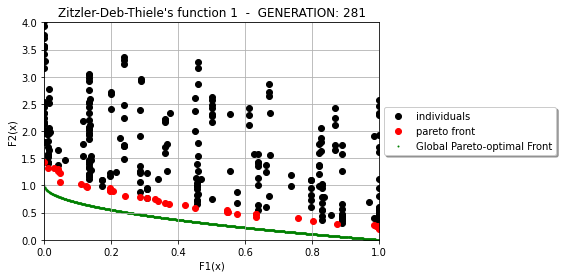 Zitzler-Deb-Thiele's function 1 - GENERATION: 281
4.0
3.5
3.0
2.5
2.0
1.5
1.0
0.5
0.0
F2(x)
individuals
pareto front
Global Pareto-optimal Front
0.0 0.2 0.4 0.6 0.8 1.0
F1(x)